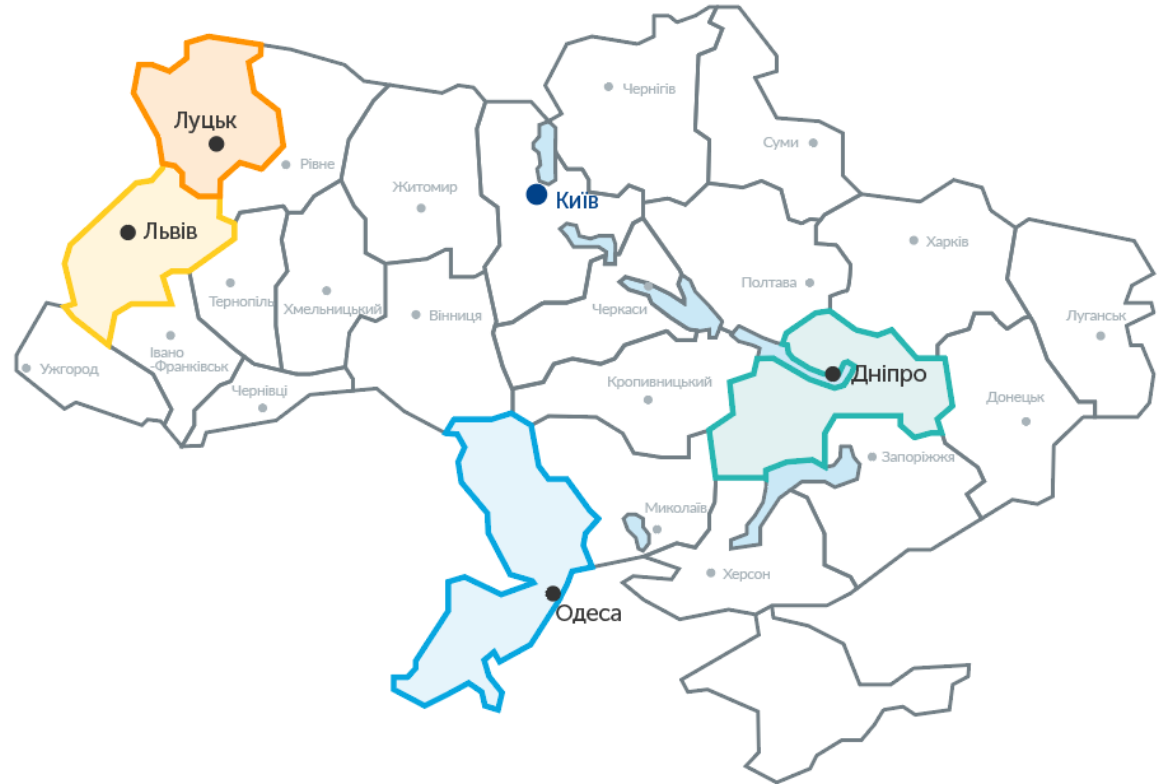 Чернігів
Луцьк
Суми
Рівне
Житомир
Київ
Львів
Харків
Тернопіль
Хмельницький
Вінниця
Черкаси
Полтава
Луганськ
Івано
-Франківськ
Ужгород
Чернівці
Кропивницький
Дніпро
Донецьк
Запоріжжя
Миколаїв
Херсон
Одеса